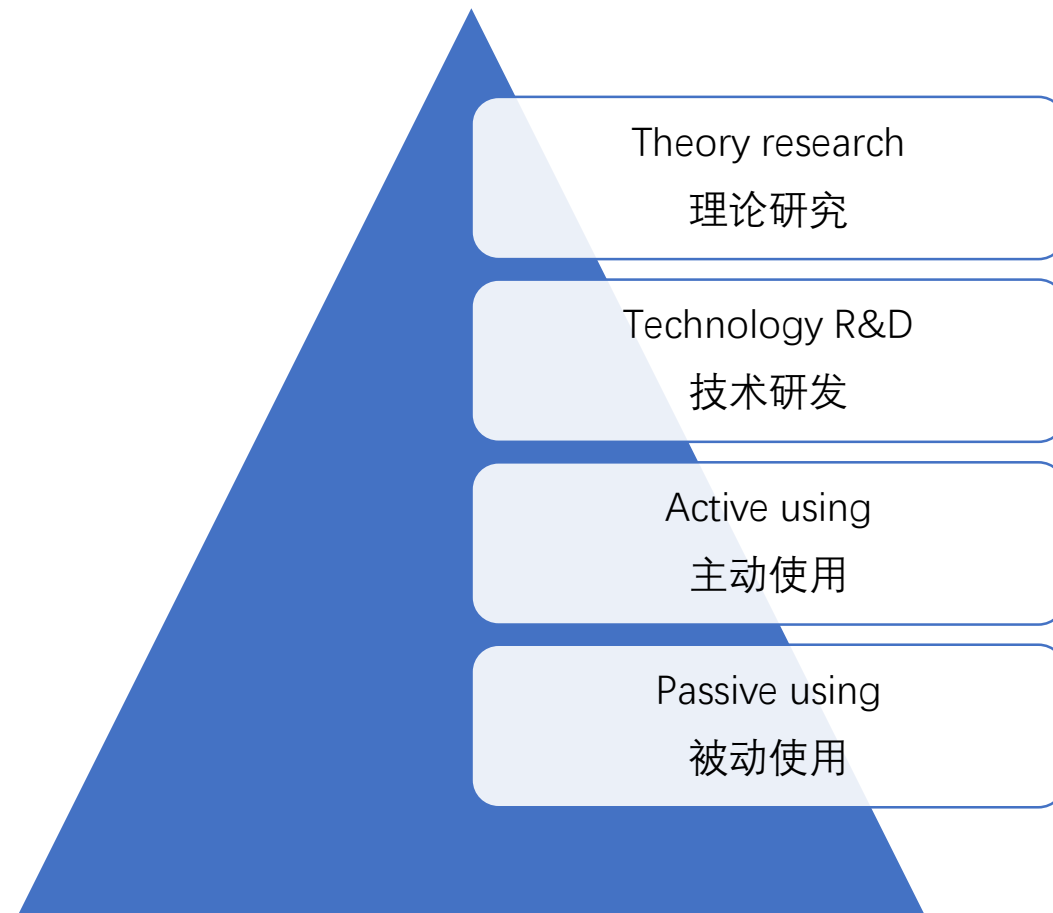 Theory research
理论研究
Technology R&D
技术研发
Active using
主动使用
Passive using
被动使用